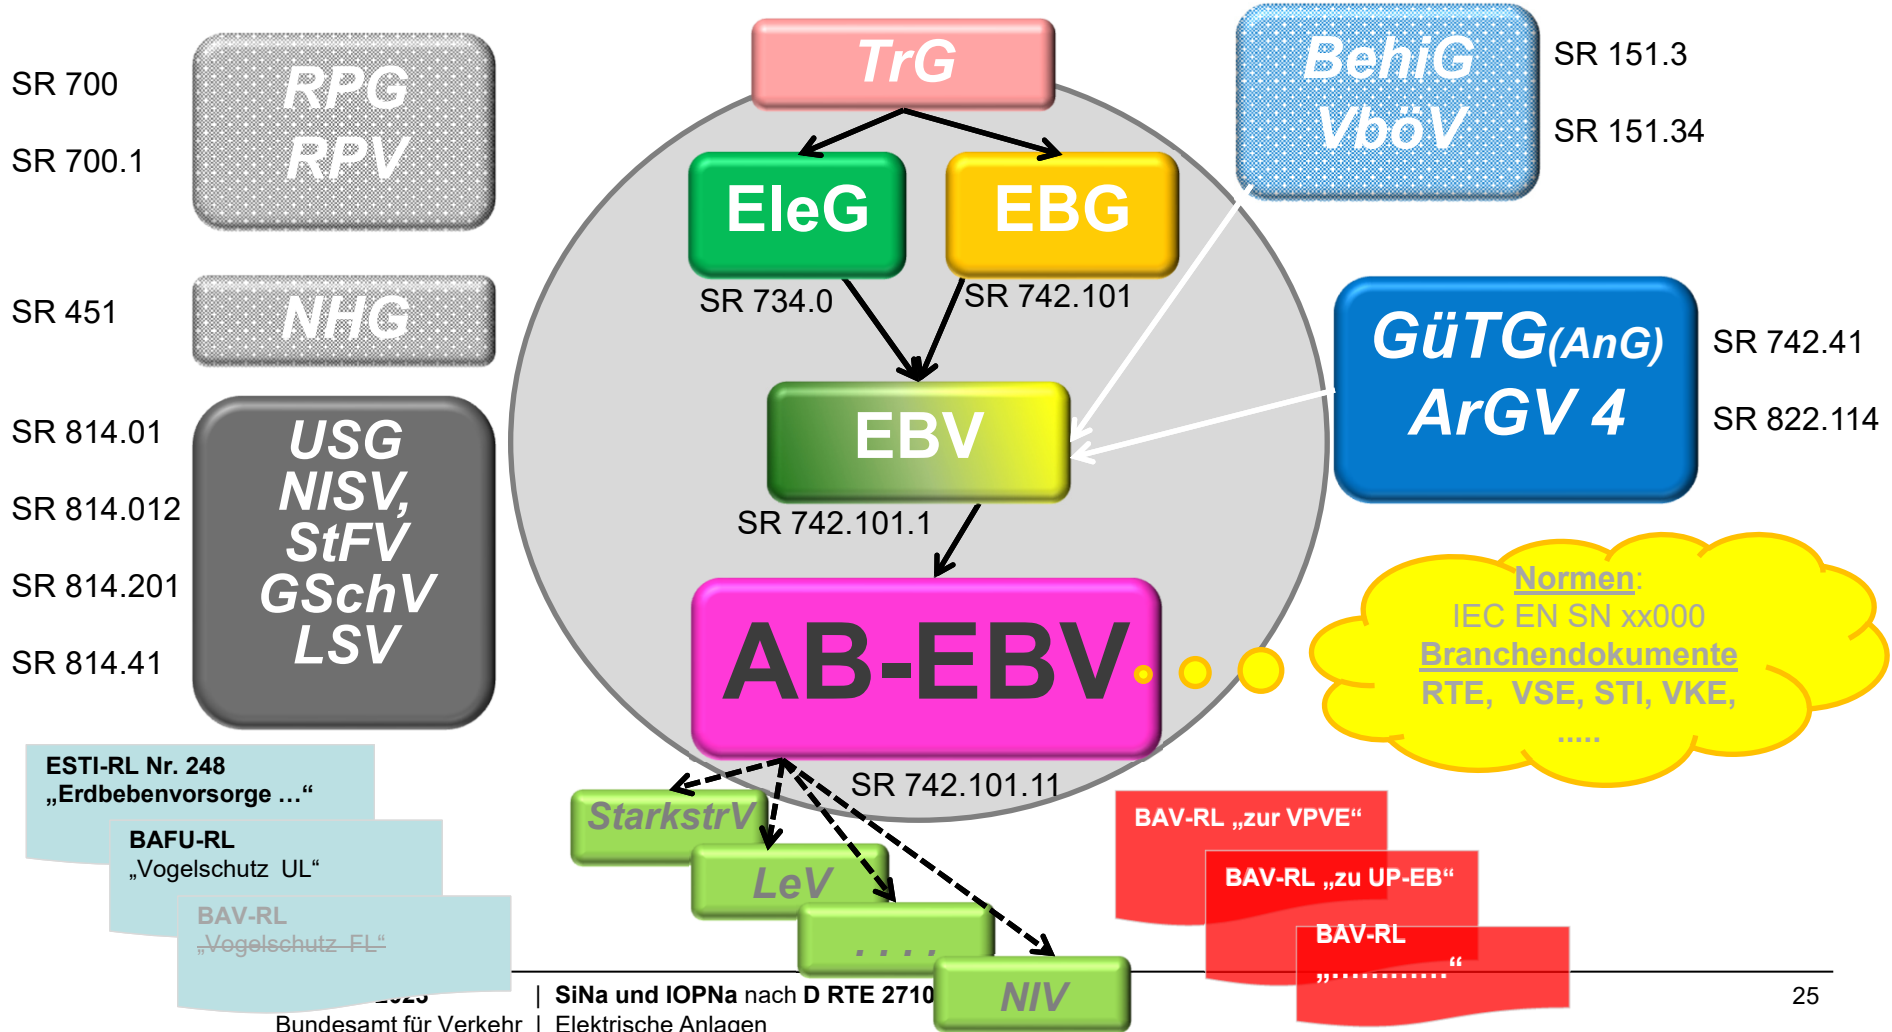 SR 700
SR 700.1
RPG
RPV
TrG
BehiG
VböV
SR 151.3
SR 151.34
EleG
EBG
SR 734.0
SR 742.101
SR 451
NHG
GüTG(AnG)
ArGV 4
SR 742.41
SR 822.114
EBV
SR 742.101.1
SR 814.01
SR 814.012
SR 814.201
SR 814.41
USG
NISV,
StFV
GSchV
LSV
AB-EBV
SR 742.101.11
Normen:
IEC EN SN xx000
Branchendokumente
RTE, VSE, STI, VKE,
.....
ESTI-RL Nr. 248
„Erdbebenvorsorge …“
BAFU-RL
„Vogelschutz UL“
BAV-RL
„Vogelschutz FL“
StarkstrV
LeV
. . . .
NIV
BAV-RL „zur VPVE“
BAV-RL „zu UP-EB“
BAV-RL
„…………“
| SiNa und IOPNa nach D RTE 2710
Bundesamt für Verkehr | Elektrische Anlagen
25